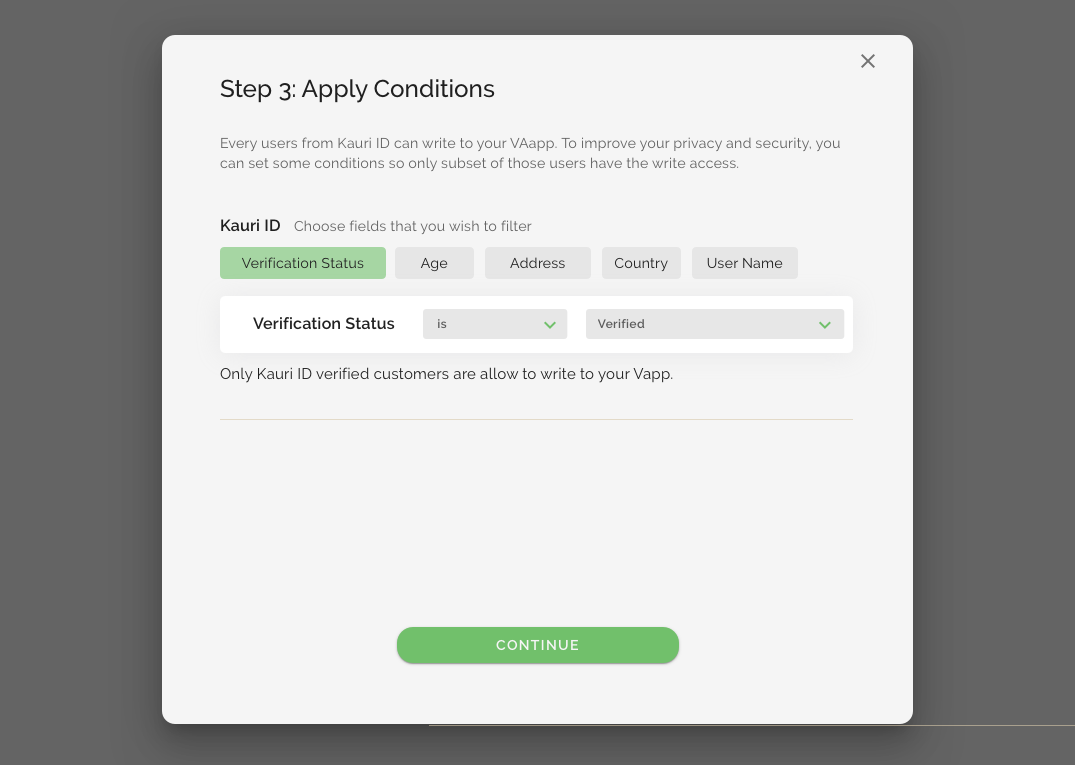 Step 3: Apply Conditions
Every users from Kauri ID can write to your VAapp. To improve your privacy and security, you
can set some conditions so only subset of those users have the write access.
Kauri ID Choose fields that you wish to filter
Verification Status Age Address Country User Name
Verification Status is Verified
Only Kauri ID verified customers are allow to write to your Vapp.
CONTINUE